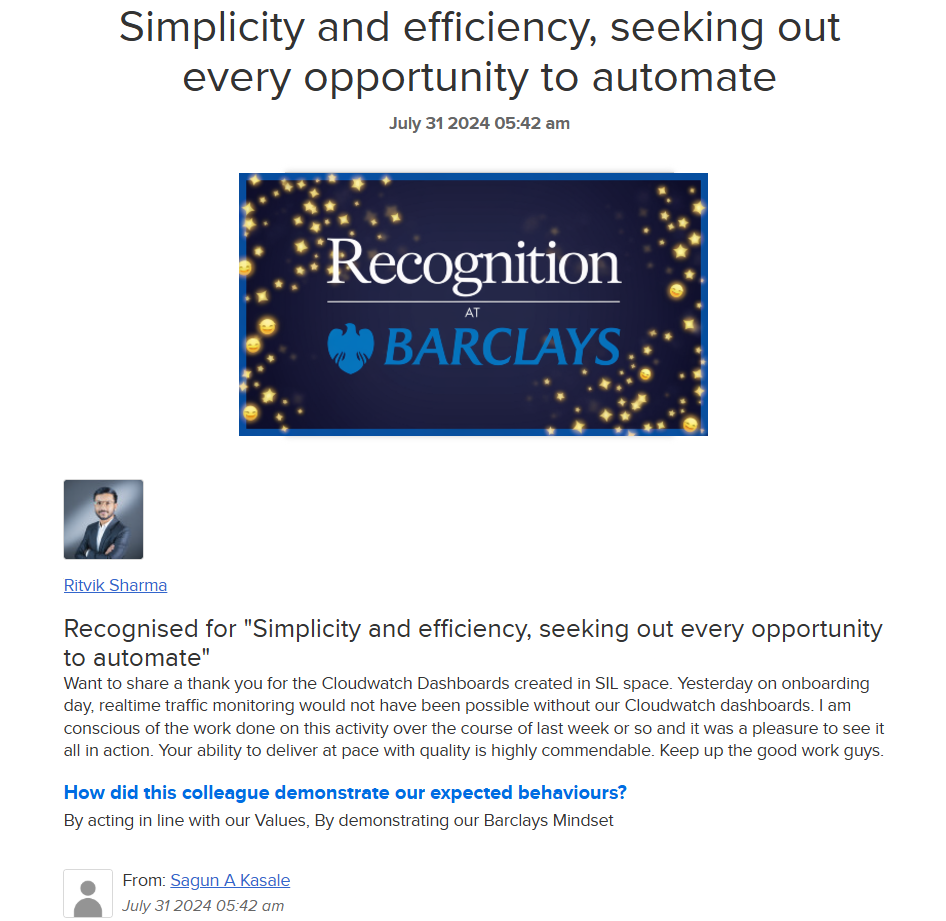 Simplicity and efficiency, seeking out
every opportunity to automate
July 31 2024 05:42 am
Recognition
AT
BARCLAYS
Ritvik Sharma
Recognised for "Simplicity and efficiency, seeking out every opportunity
to automate"
Want to share a thank you for the Cloudwatch Dashboards created in SIL space. Yesterday on onboarding
day, realtime traffic monitoring would not have been possible without our Cloudwatch dashboards. I am
conscious of the work done on this activity over the course of last week or so and it was a pleasure to see it
all in action. Your ability to deliver at pace with quality is highly commendable. Keep up the good work guys.
How did this colleague demonstrate our expected behaviours?
By acting in line with our Values, By demonstrating our Barclays Mindset
From: Sagun A Kasale
July 31 2024 05:42 am